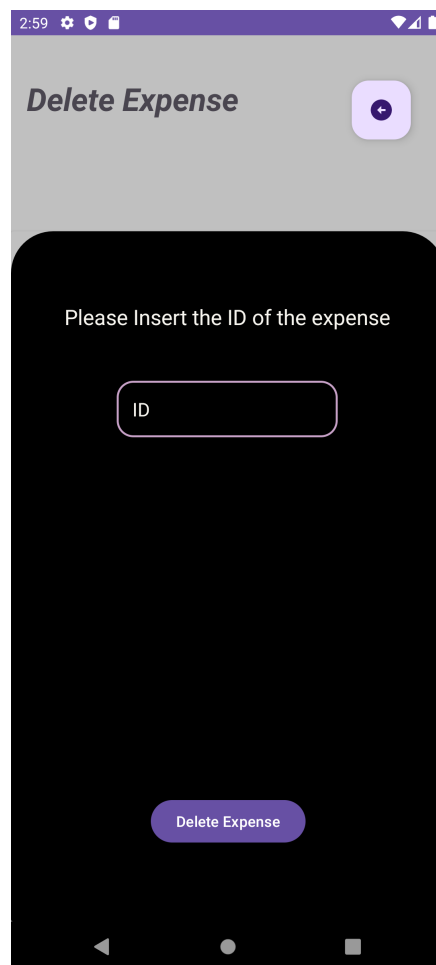 2:59
Delete Expense
Please Insert the ID of the expense
ID
Delete Expense